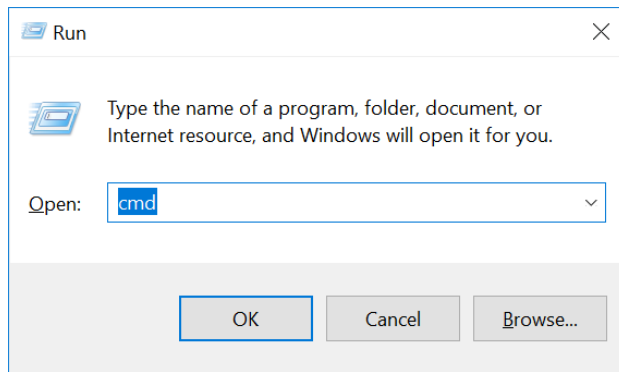 Run
Type the name of a program, folder, document, or
Internet resource, and Windows will open it for you.
Open: cmd
OK Cancel Browse...